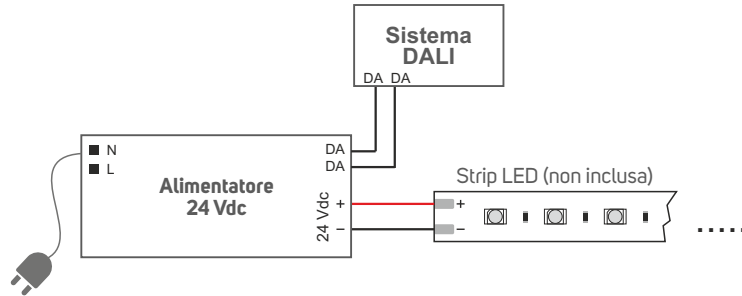 Sistema
DALI
DA DA
N
L
DA
DA
Alimentatore
24 Vdc
24 Vdc
+
−
Strip LED (non inclusa)
+
−
.....